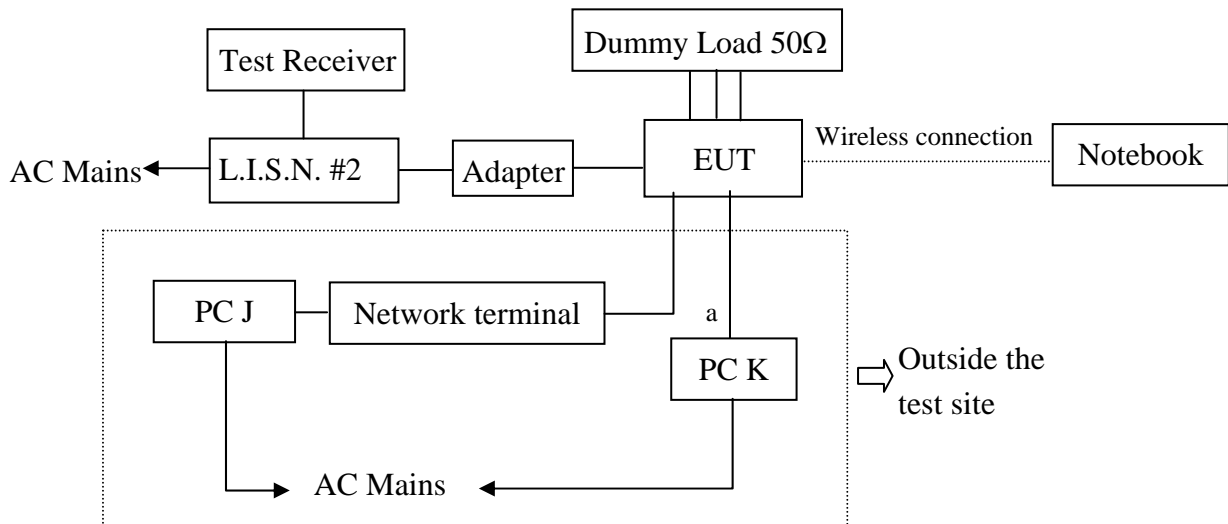 Dummy Load 50Ω
Test Receiver
Wireless connection
AC Mains
L.I.S.N. #2
Adapter
EUT
Notebook
PC J
Network terminal
a
PC K
Outside the
test site
AC Mains